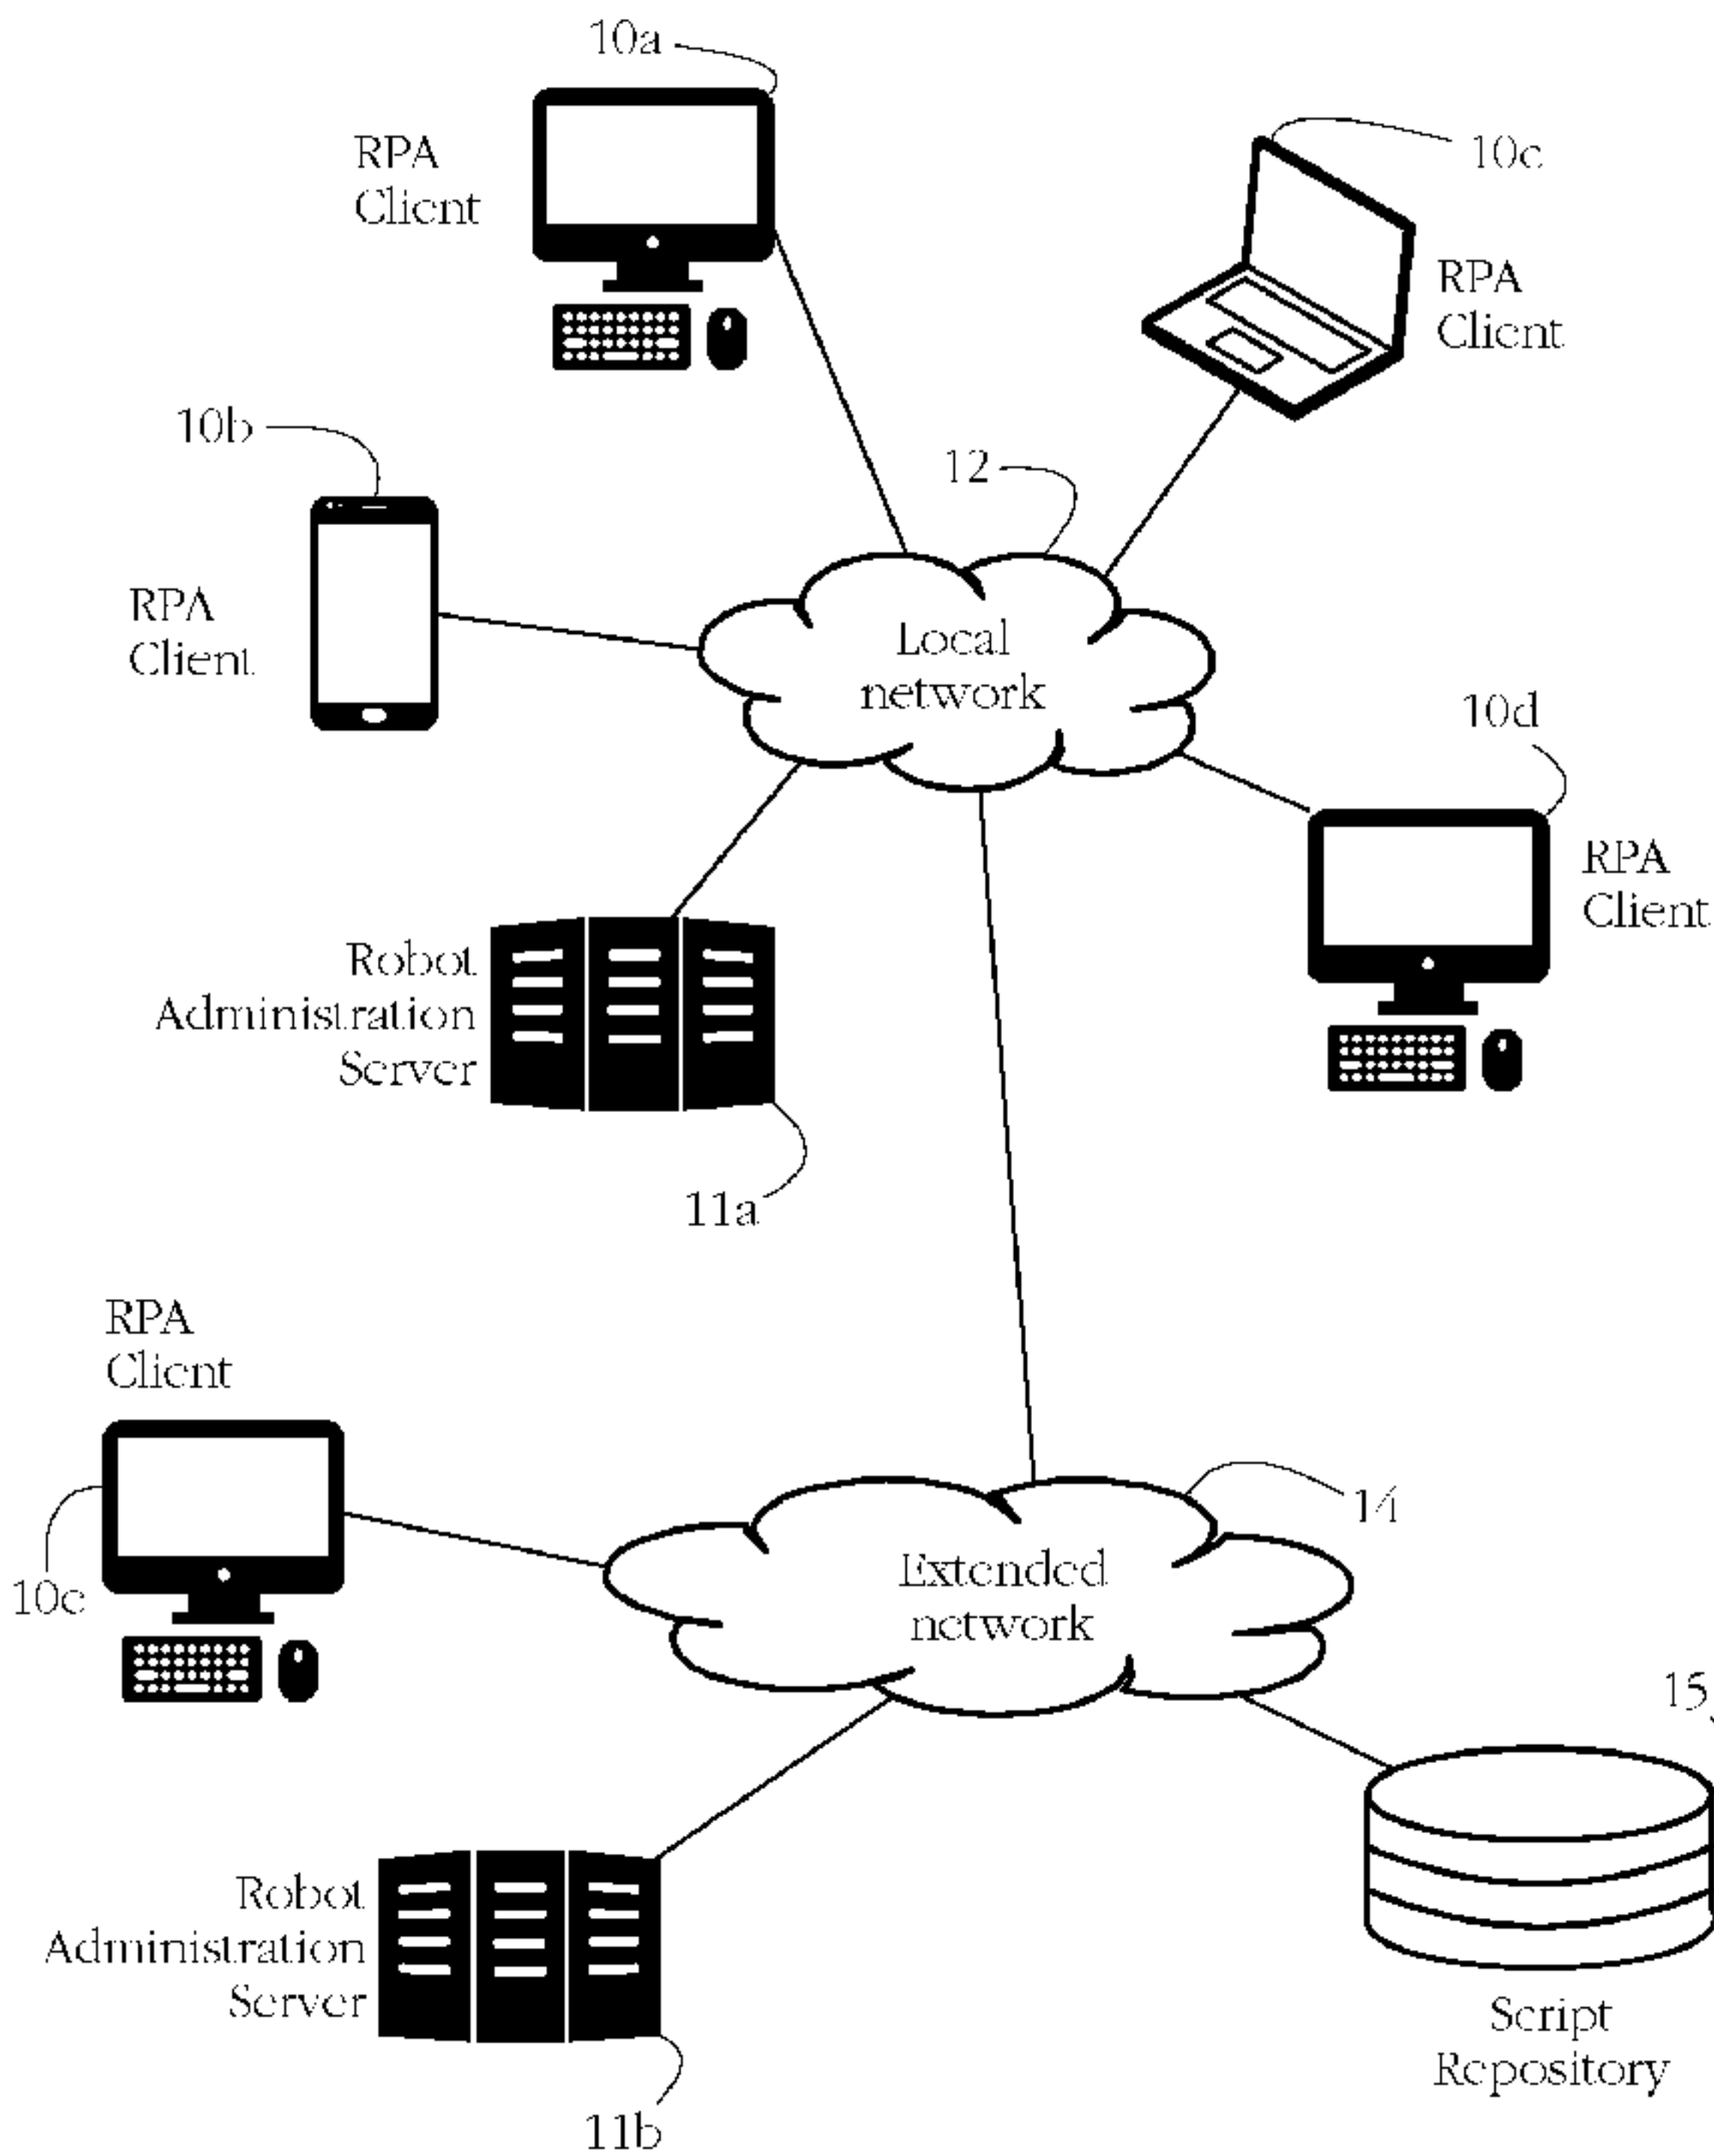 10a
RPA
Client
10c
RPA
Client
10b
RPA
Client
12
Local
network
10d
RPA
Client
Robot
Administration
Server
11a
RPA
Client
10e
14
Extended
network
15
Robot
Administration
Server
11b
Script
Repository